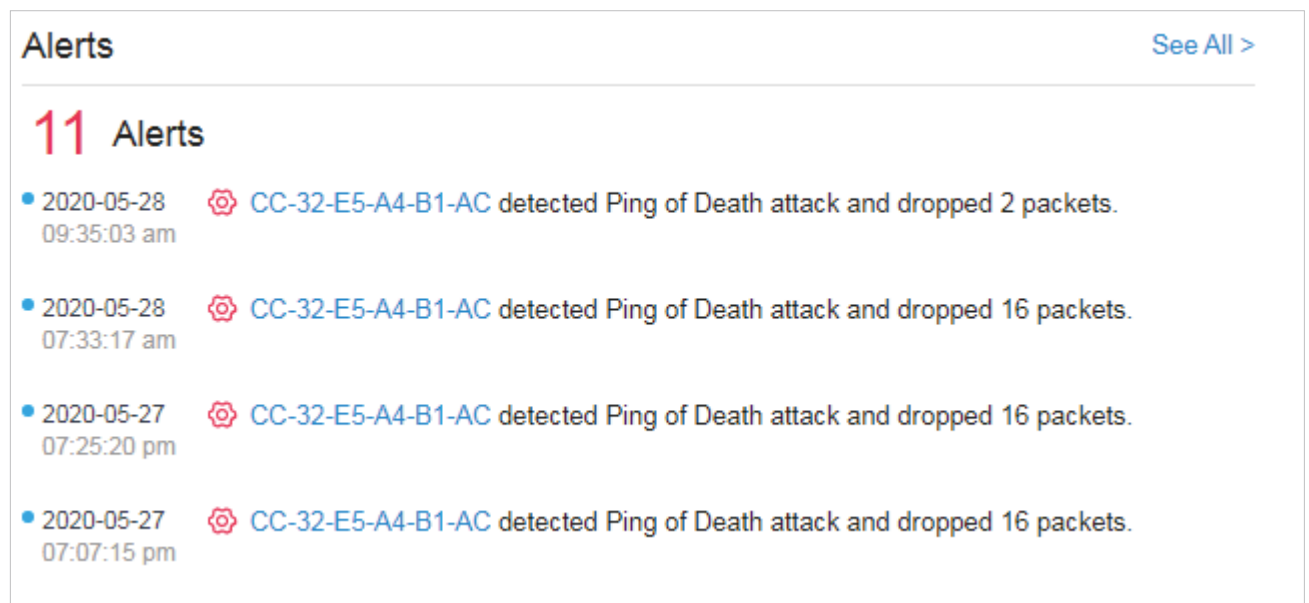 Alerts See All >
11 Alerts
2020-05-28 CC-32-E5-A4-B1-AC detected Ping of Death attack and dropped 2 packets.
09:35:03 am
2020-05-28 CC-32-E5-A4-B1-AC detected Ping of Death attack and dropped 16 packets.
07:33:17 am
2020-05-27 CC-32-E5-A4-B1-AC detected Ping of Death attack and dropped 16 packets.
07:25:20 pm
2020-05-27 CC-32-E5-A4-B1-AC detected Ping of Death attack and dropped 16 packets.
07:07:15 pm